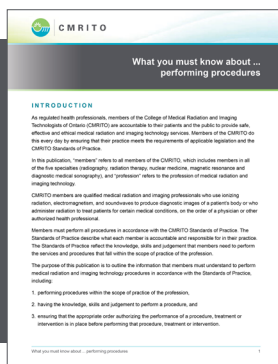 CMRITO
What you must know about ...
performing procedures
INTRODUCTION
As regulated health professionals, members of the College of Medical Radiation and Imaging
Technologists of Ontario (CMRITO) are accountable to their patients and the public to provide safe,
effective and ethical medical radiation and imaging technology services. Members of the CMRITO do
this every day by ensuring that their practice meets the requirements of applicable legislation and the
CMRITO Standards of Practice.
In this publication, "members" refers to all members of the CMRITO, which includes members in all
of the five specialties (radiography, radiation therapy, nuclear medicine, magnetic resonance and
diagnostic medical sonography), and "profession" refers to the profession of medical radiation and
imaging technology.
CMRITO members are qualified medical radiation and imaging professionals who use ionizing
radiation, electromagnetism, and soundwaves to produce diagnostic images of a patient's body or who
administer radiation to treat patients for certain medical conditions, on the order of a physician or other
authorized health professional.
Members must perform all procedures in accordance with the CMRITO Standards of Practice. The
Standards of Practice describe what each member is accountable and responsible for in their practice.
The Standards of Practice reflect the knowledge, skills and judgement that members need to perform
the services and procedures that fall within the scope of practice of the profession.
The purpose of this publication is to outline the information that members must understand to perform
medical radiation and imaging technology procedures in accordance with the Standards of Practice,
including:
1. performing procedures within the scope of practice of the profession,
2. having the knowledge, skills and judgement to perform a procedure, and
3. ensuring that the appropriate order authorizing the performance of a procedure, treatment or
intervention is in place before performing that procedure, treatment or intervention.
What you must know about ... performing procedures 1